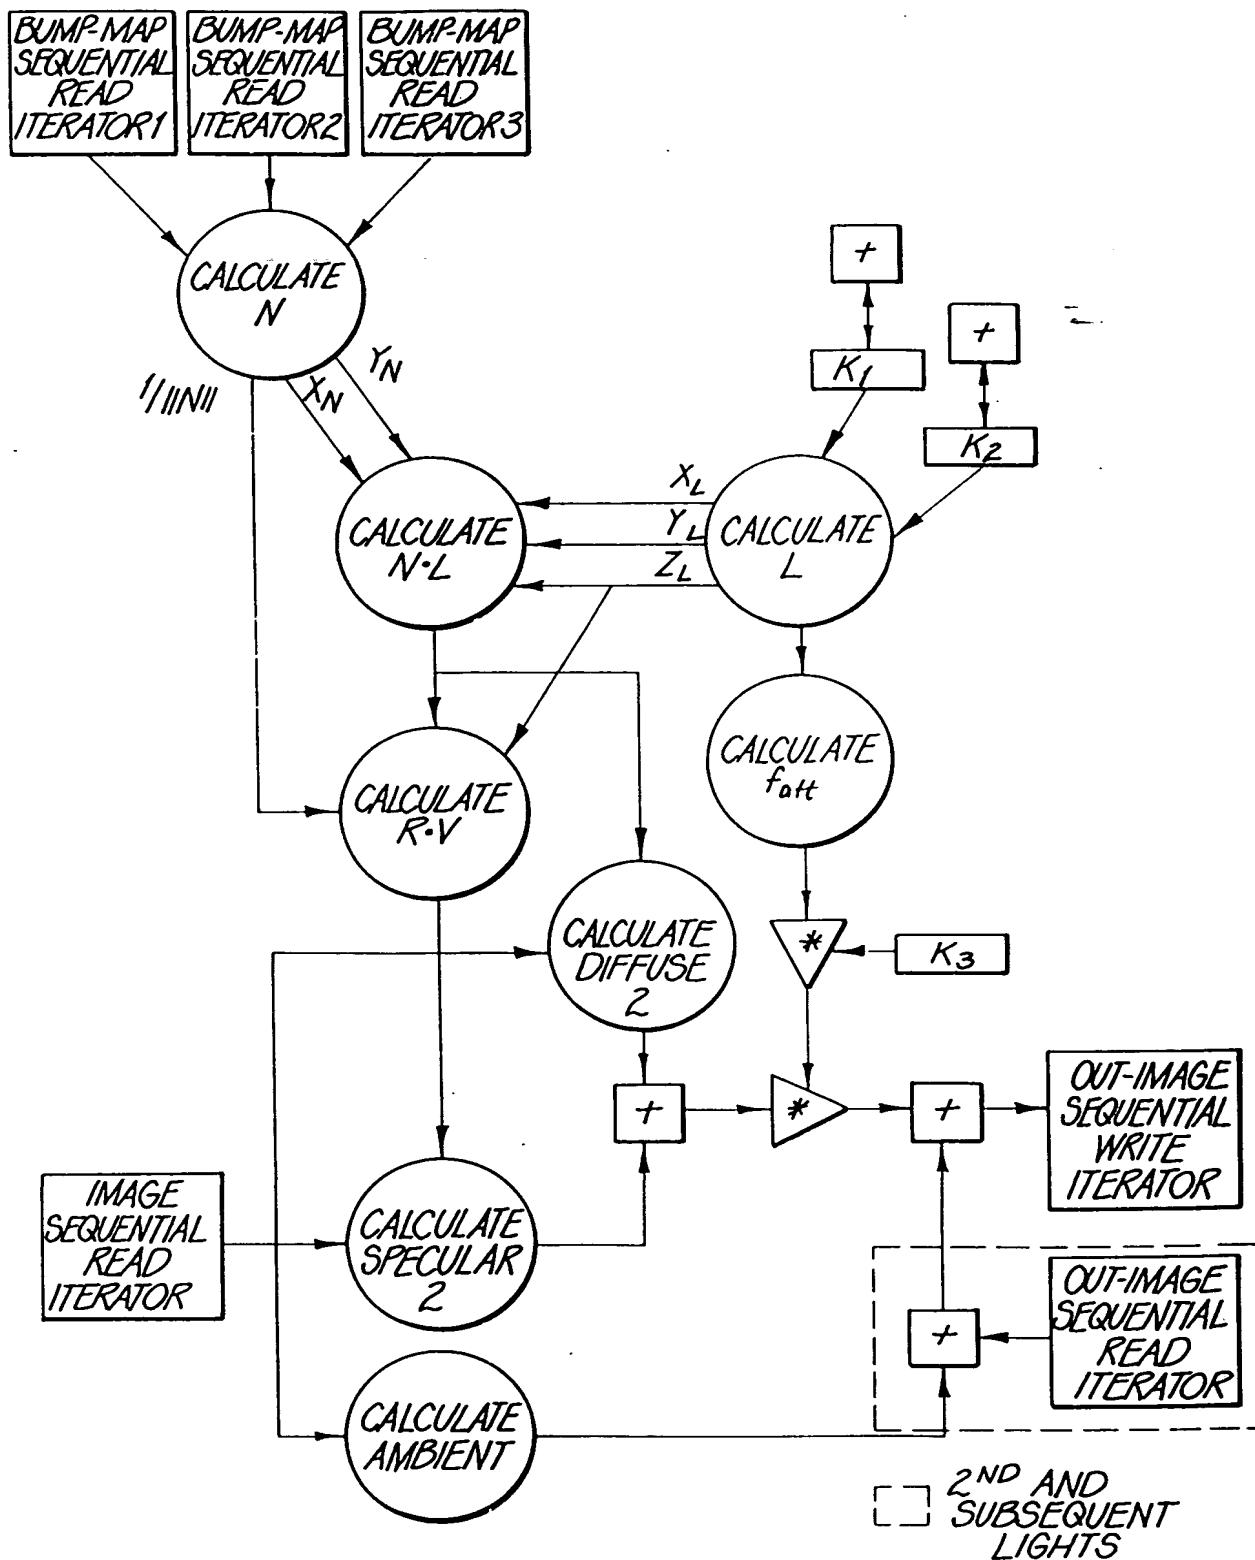 BUMP-MAP
SEQUENTIAL
READ
ITERATOR1
BUMP-MAP
SEQUENTIAL
READ
ITERATOR2
BUMP-MAP
SEQUENTIAL
READ
ITERATOR3
CALCULATE
N
+
K1
+
K2
1/||N||
XN
YN
CALCULATE
N·L
XL
YL
ZL
CALCULATE
L
CALCULATE
R·V
CALCULATE
fatt
CALCULATE
DIFFUSE
2
*
K3
+
*
+
OUT-IMAGE
SEQUENTIAL
WRITE
ITERATOR
IMAGE
SEQUENTIAL
READ
ITERATOR
CALCULATE
SPECULAR
2
+
OUT-IMAGE
SEQUENTIAL
READ
ITERATOR
CALCULATE
AMBIENT
2ND AND
SUBSEQUENT
LIGHTS